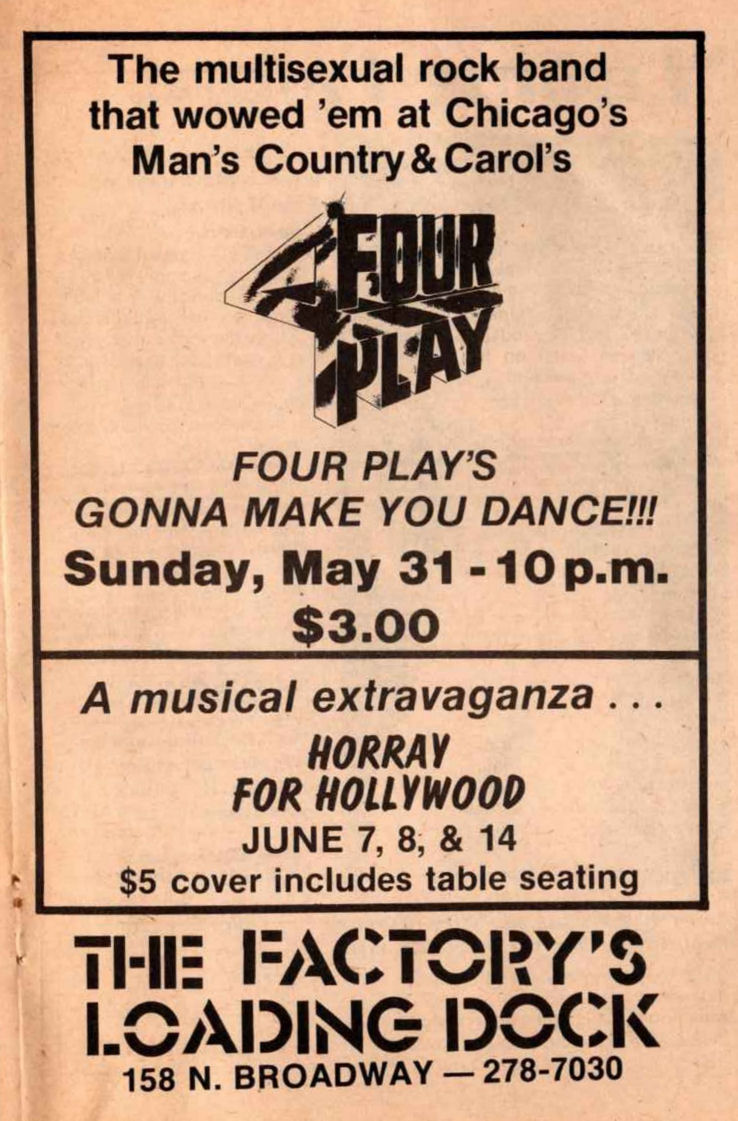 The multisexual rock band
that wowed 'em at Chicago's
Man's Country & Carol's
4 FOUR
PLAY
FOUR PLAY'S
GONNA MAKE YOU DANCE!!!
Sunday, May 31 - 10 p.m.
$3.00
A musical extravaganza . . .
HORRAY
FOR HOLLYWOOD
JUNE 7, 8, & 14
$5 cover includes table seating
THE FACTORY'S
LOADING DOCK
158 N. BROADWAY — 278-7030